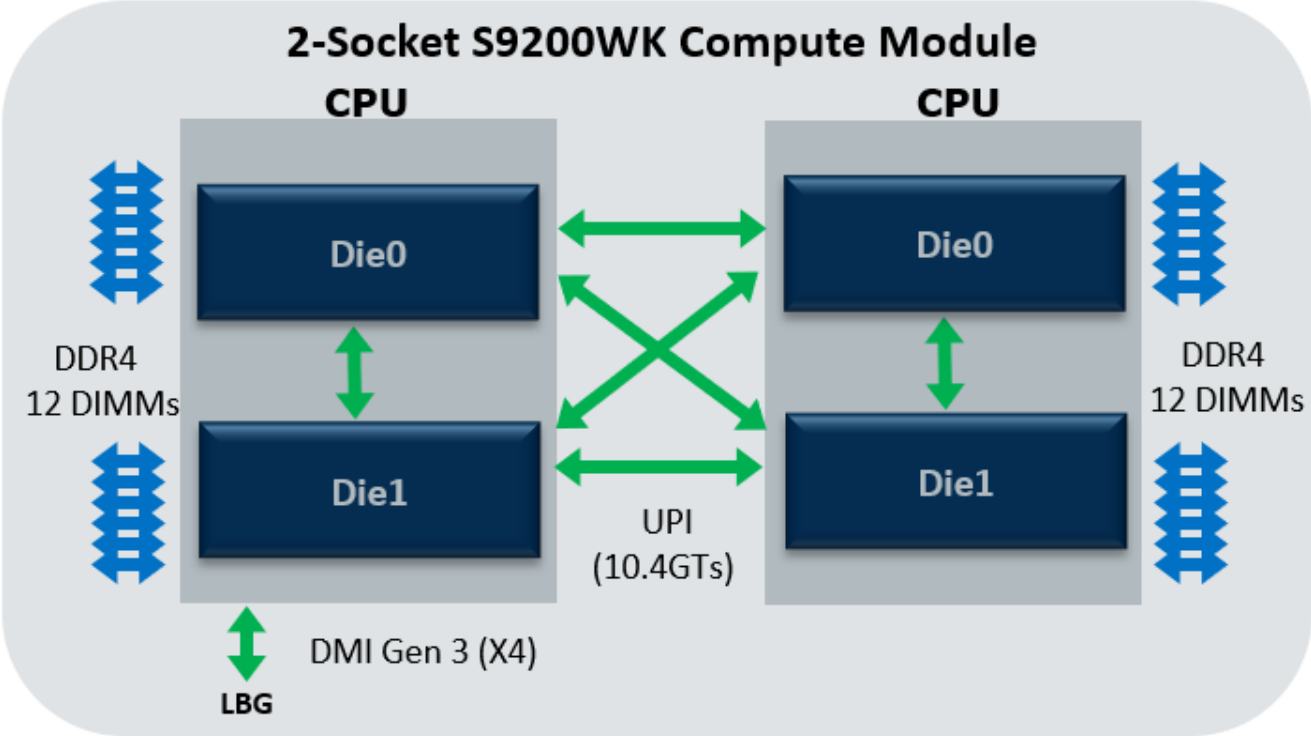 2-Socket S9200WK Compute Module
CPU
CPU
Die0
Die0
DDR4
12 DIMMs
DDR4
12 DIMMs
Die1
Die1
UPI
(10.4GTs)
DMI Gen 3 (X4)
LBG